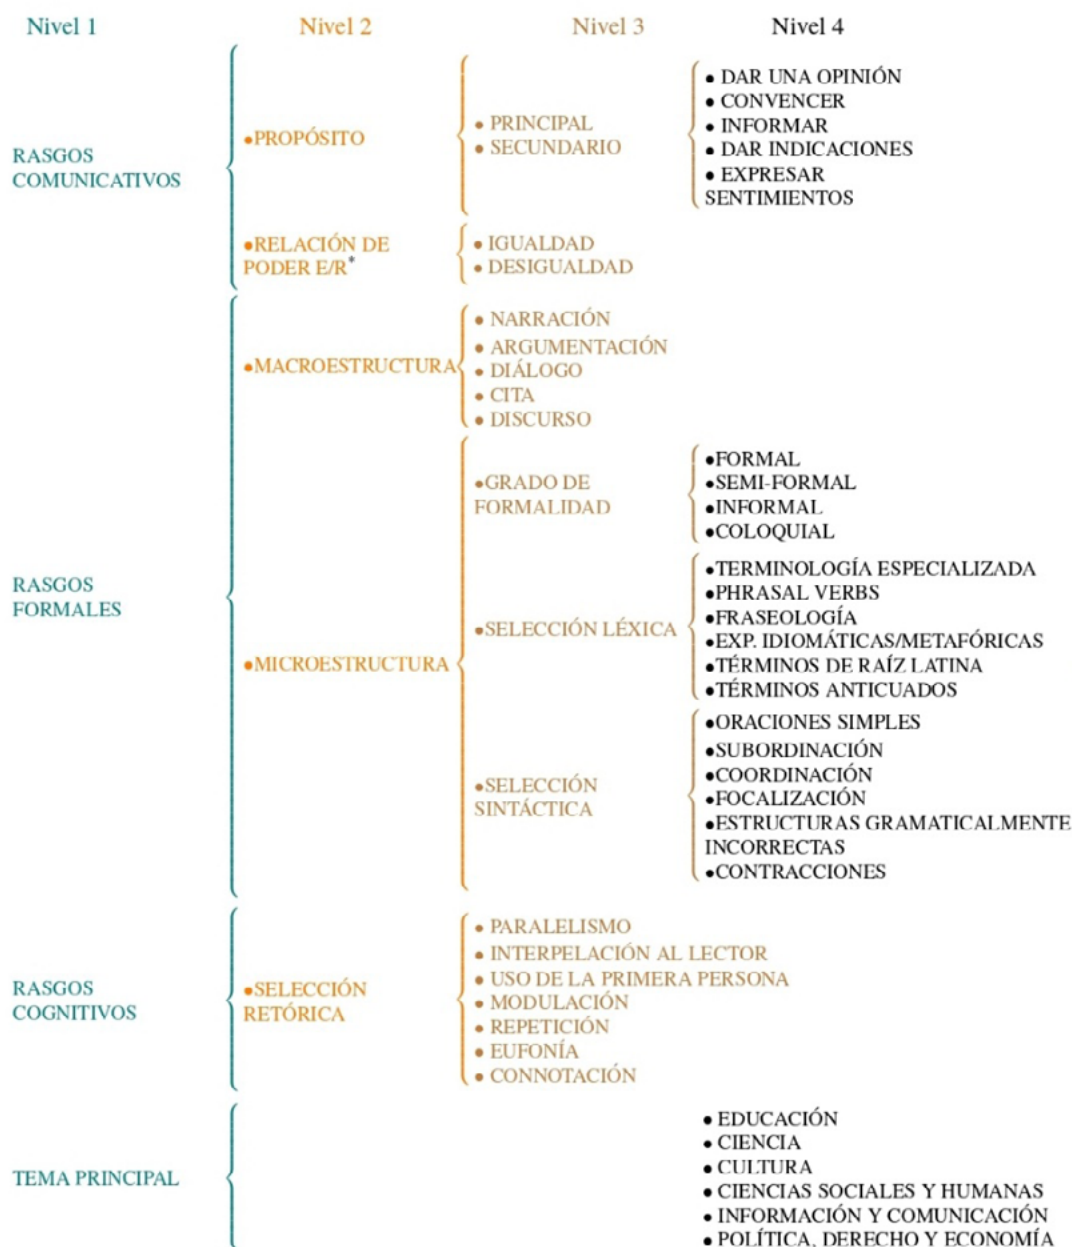 Nivel 1 Nivel 2 Nivel 3 Nivel 4
RASGOS
COMUNICATIVOS
•PROPÓSITO
• PRINCIPAL
• SECUNDARIO
• DAR UNA OPINIÓN
• CONVENCER
• INFORMAR
• DAR INDICACIONES
• EXPRESAR
SENTIMIENTOS
•RELACIÓN DE
PODER E/R*
• IGUALDAD
• DESIGUALDAD
RASGOS
FORMALES
•MACROESTRUCTURA
• NARRACIÓN
• ARGUMENTACIÓN
• DIÁLOGO
• CITA
• DISCURSO
•MICROESTRUCTURA
•GRADO DE
FORMALIDAD
•FORMAL
•SEMI-FORMAL
•INFORMAL
•COLOQUIAL
•SELECCIÓN LÉXICA
•TERMINOLOGÍA ESPECIALIZADA
•PHRASAL VERBS
•FRASEOLOGÍA
•EXP. IDIOMÁTICAS/METAFÓRICAS
•TÉRMINOS DE RAÍZ LATINA
•TÉRMINOS ANTICUADOS
•SELECCIÓN
SINTÁCTICA
•ORACIONES SIMPLES
•SUBORDINACIÓN
•COORDINACIÓN
•FOCALIZACIÓN
•ESTRUCTURAS GRAMATICALMENTE
INCORRECTAS
•CONTRACCIONES
RASGOS
COGNITIVOS
•SELECCIÓN
RETÓRICA
• PARALELISMO
• INTERPELACIÓN AL LECTOR
• USO DE LA PRIMERA PERSONA
• MODULACIÓN
• REPETICIÓN
• EUFONÍA
• CONNOTACIÓN
TEMA PRINCIPAL
• EDUCACIÓN
• CIENCIA
• CULTURA
• CIENCIAS SOCIALES Y HUMANAS
• INFORMACIÓN Y COMUNICACIÓN
• POLÍTICA, DERECHO Y ECONOMÍA